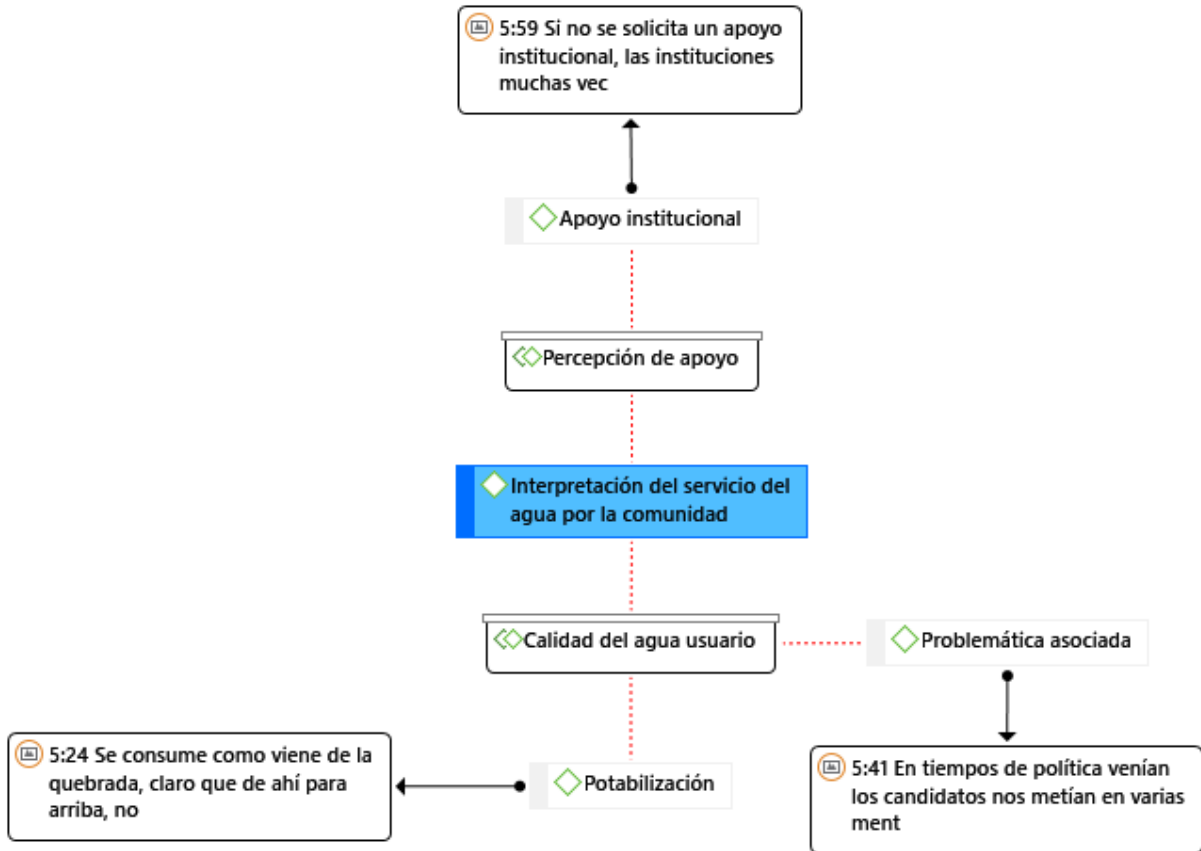 5:59 Si no se solicita un apoyo
institucional, las instituciones
muchas vec
Apoyo institucional
Percepción de apoyo
Interpretación del servicio del
agua por la comunidad
Calidad del agua usuario
Problemática asociada
5:24 Se consume como viene de la
quebrada, claro que de ahí para
arriba, no
Potabilización
5:41 En tiempos de política venían
los candidatos nos metían en varias
ment